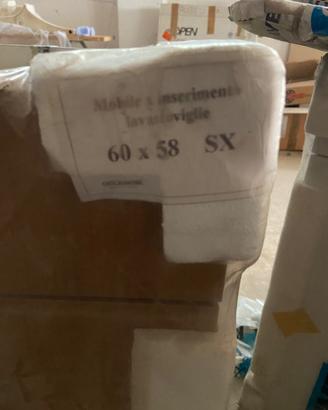 OPEN
Mobile x inserimento
lavastoviglie
60 x 58 SX